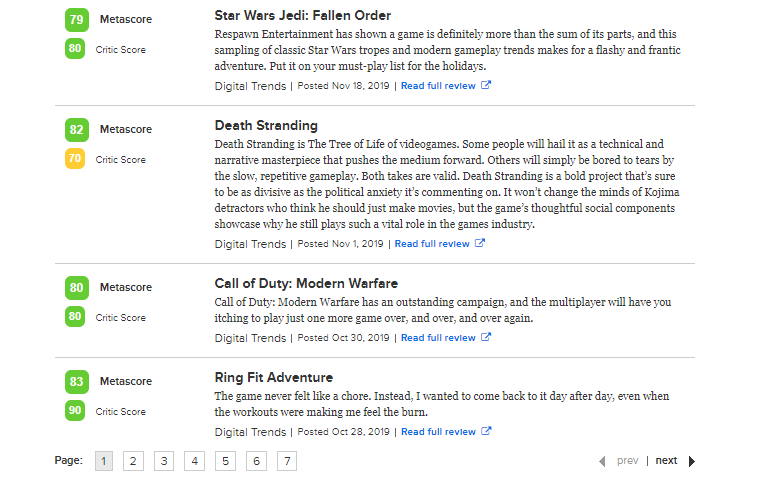 79 Metascore Star Wars Jedi: Fallen Order
Respawn Entertainment has shown a game is definitely more than the sum of its parts, and this
80 Critic Score sampling of classic Star Wars tropes and modern gameplay trends makes for a flashy and frantic
adventure. Put it on your must-play list for the holidays.
Digital Trends | Posted Nov 18, 2019 | Read full review
82 Metascore Death Stranding
Death Stranding is The Tree of Life of videogames. Some people will hail it as a technical and
70 Critic Score narrative masterpiece that pushes the medium forward. Others will simply be bored to tears by
the slow, repetitive gameplay. Both takes are valid. Death Stranding is a bold project that's sure
to be as divisive as the political anxiety it's commenting on. It won't change the minds of Kojima
detractors who think he should just make movies, but the game's thoughtful social components
showcase why he still plays such a vital role in the games industry.
Digital Trends | Posted Nov 1, 2019 | Read full review
80 Metascore Call of Duty: Modern Warfare
Call of Duty: Modern Warfare has an outstanding campaign, and the multiplayer will have you
80 Critic Score itching to play just one more game over, and over, and over again.
Digital Trends | Posted Oct 30, 2019 | Read full review
83 Metascore Ring Fit Adventure
The game never felt like a chore. Instead, I wanted to come back to it day after day, even when
90 Critic Score the workouts were making me feel the burn.
Digital Trends | Posted Oct 28, 2019 | Read full review
Page: 1 2 3 4 5 6 7 prev | next